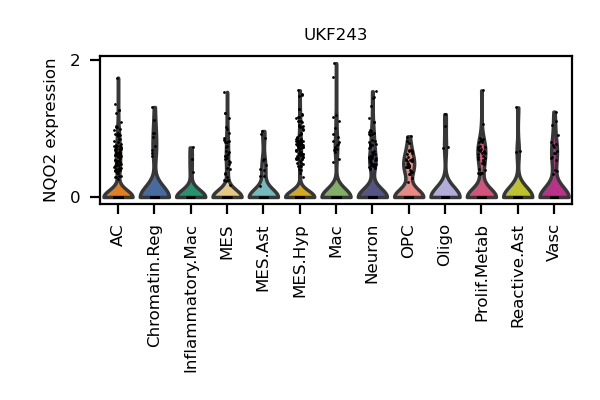 UKF243
NQO2 expression
2
0
AC
Chromatin.Reg
Inflammatory.Mac
MES
MES.Ast
MES.Hyp
Mac
Neuron
OPC
Oligo
Prolif.Metab
Reactive.Ast
Vasc